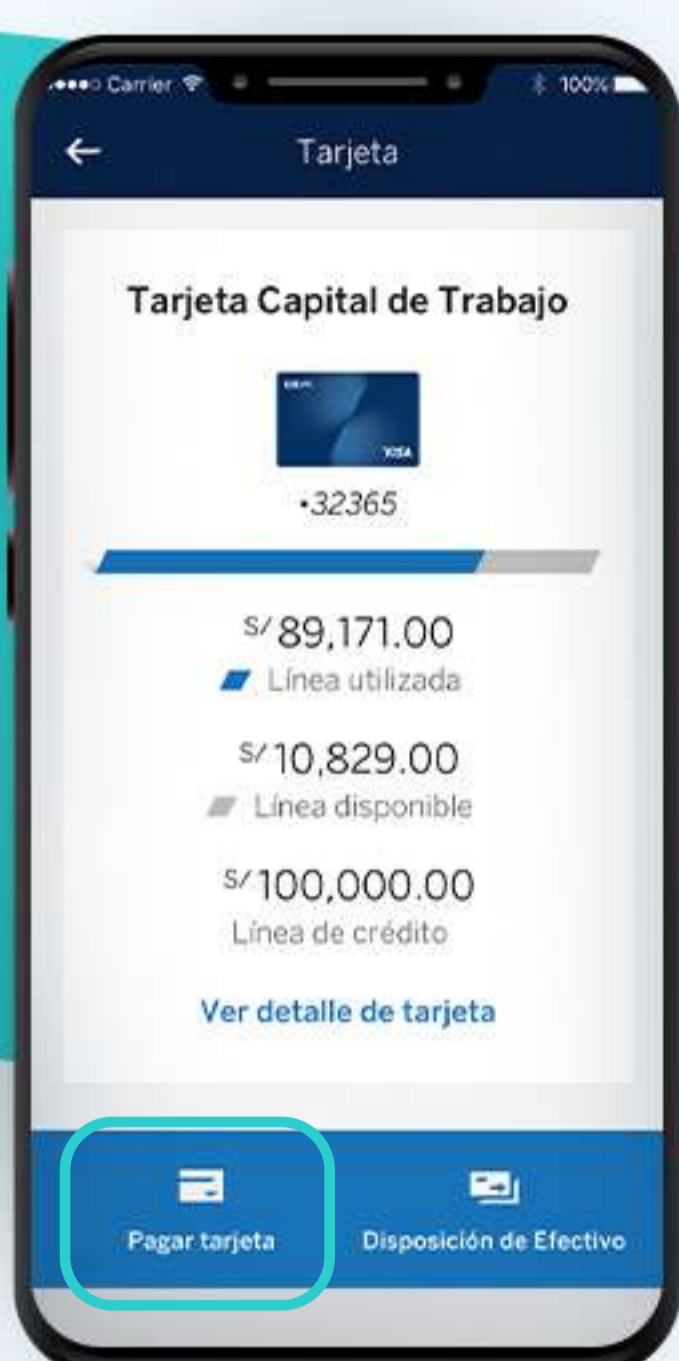 Carrier
100%
Tarjeta
Tarjeta Capital de Trabajo
VISA
•32365
S/ 89,171.00
Línea utilizada
S/ 10,829.00
Línea disponible
S/ 100,000.00
Línea de crédito
Ver detalle de tarjeta
Pagar tarjeta
Disposición de Efectivo